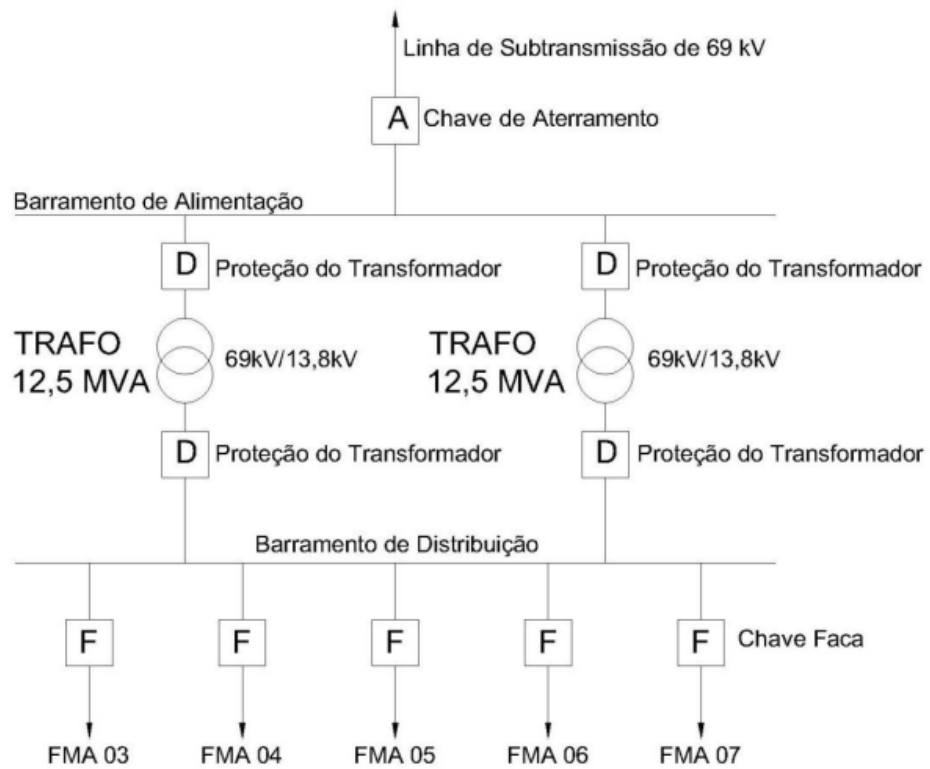 Linha de Subtransmissão de 69 kV
A
Chave de Aterramento
Barramento de Alimentação
D
Proteção do Transformador
D
Proteção do Transformador
TRAFO
12,5 MVA
69kV/13,8kV
TRAFO
12,5 MVA
69kV/13,8kV
D
Proteção do Transformador
D
Proteção do Transformador
Barramento de Distribuição
F
F
F
F
F
Chave Faca
FMA 03
FMA 04
FMA 05
FMA 06
FMA 07